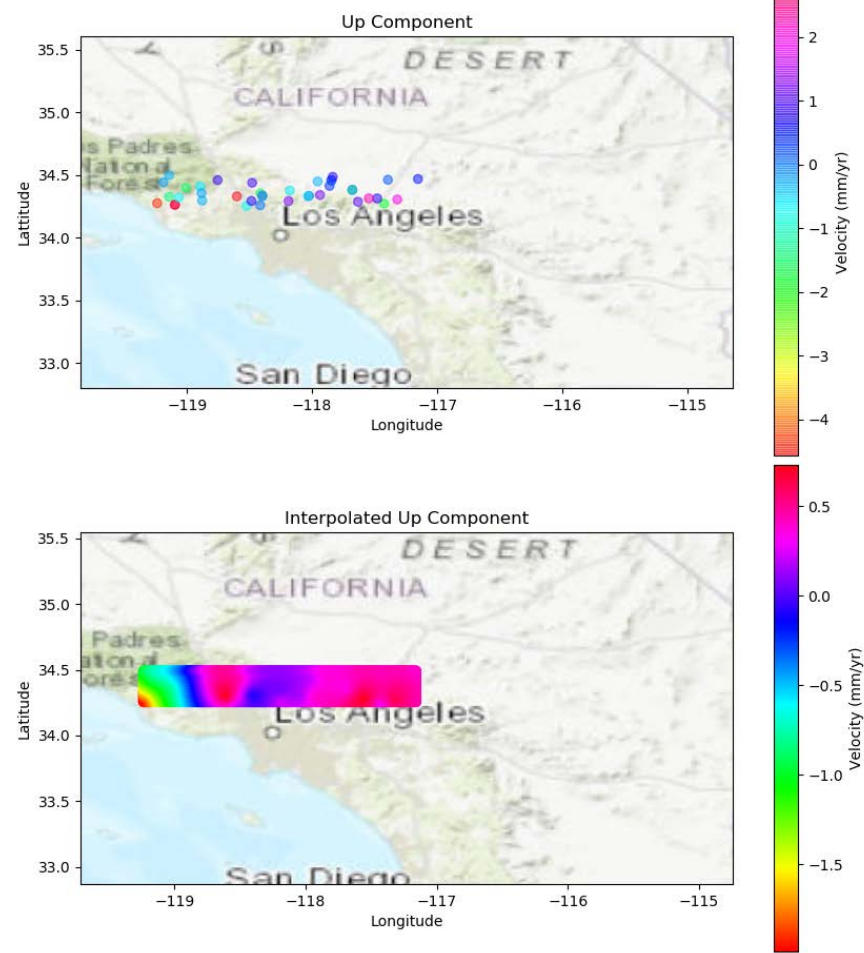 Up Component
35.5
35.0
34.5
34.0
33.5
33.0
Lattitude
DESERT
CALIFORNIA
s Padres
National
Forest
Los Angeles
San Diego
−119
−118
−117
−116
−115
Longitude
2
1
0
−1
−2
−3
−4
Velocity (mm/yr)
Interpolated Up Component
35.5
35.0
34.5
34.0
33.5
33.0
Latitude
DESERT
CALIFORNIA
Padres
Los Angeles
San Diego
−119
−118
−117
−116
−115
Longitude
0.5
0.0
−0.5
−1.0
−1.5
Velocity (mm/yr)